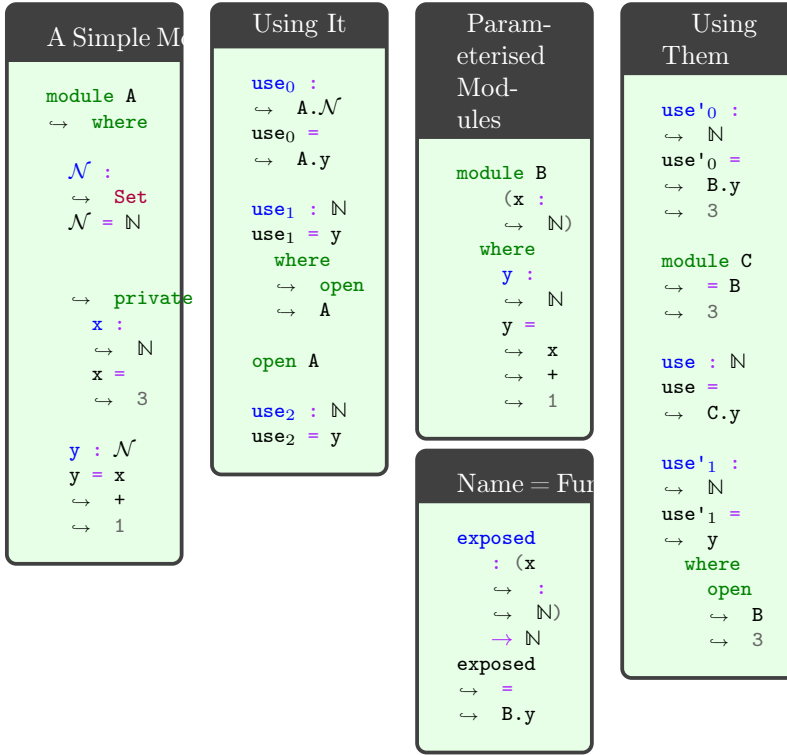 A Simple Mo
module A
↪ where
𝒩 :
↪ Set
𝒩 = ℕ
↪ private
x :
↪ ℕ
x =
↪ 3
y : 𝒩
y = x
↪ +
↪ 1
Using It
use₀ :
↪ A.𝒩
use₀ =
↪ A.y
use₁ : ℕ
use₁ = y
where
↪ open
↪ A
open A
use₂ : ℕ
use₂ = y
Param-
eterised
Mod-
ules
module B
(x :
↪ ℕ)
where
y :
↪ ℕ
y =
↪ x
↪ +
↪ 1
Name = Fun
exposed
: (x
↪ :
↪ ℕ)
→ ℕ
exposed
↪ =
↪ B.y
Using
Them
use'₀ :
↪ ℕ
use'₀ =
↪ B.y
↪ 3
module C
↪ = B
↪ 3
use : ℕ
use =
↪ C.y
use'₁ :
↪ ℕ
use'₁ =
↪ y
where
open
↪ B
↪ 3